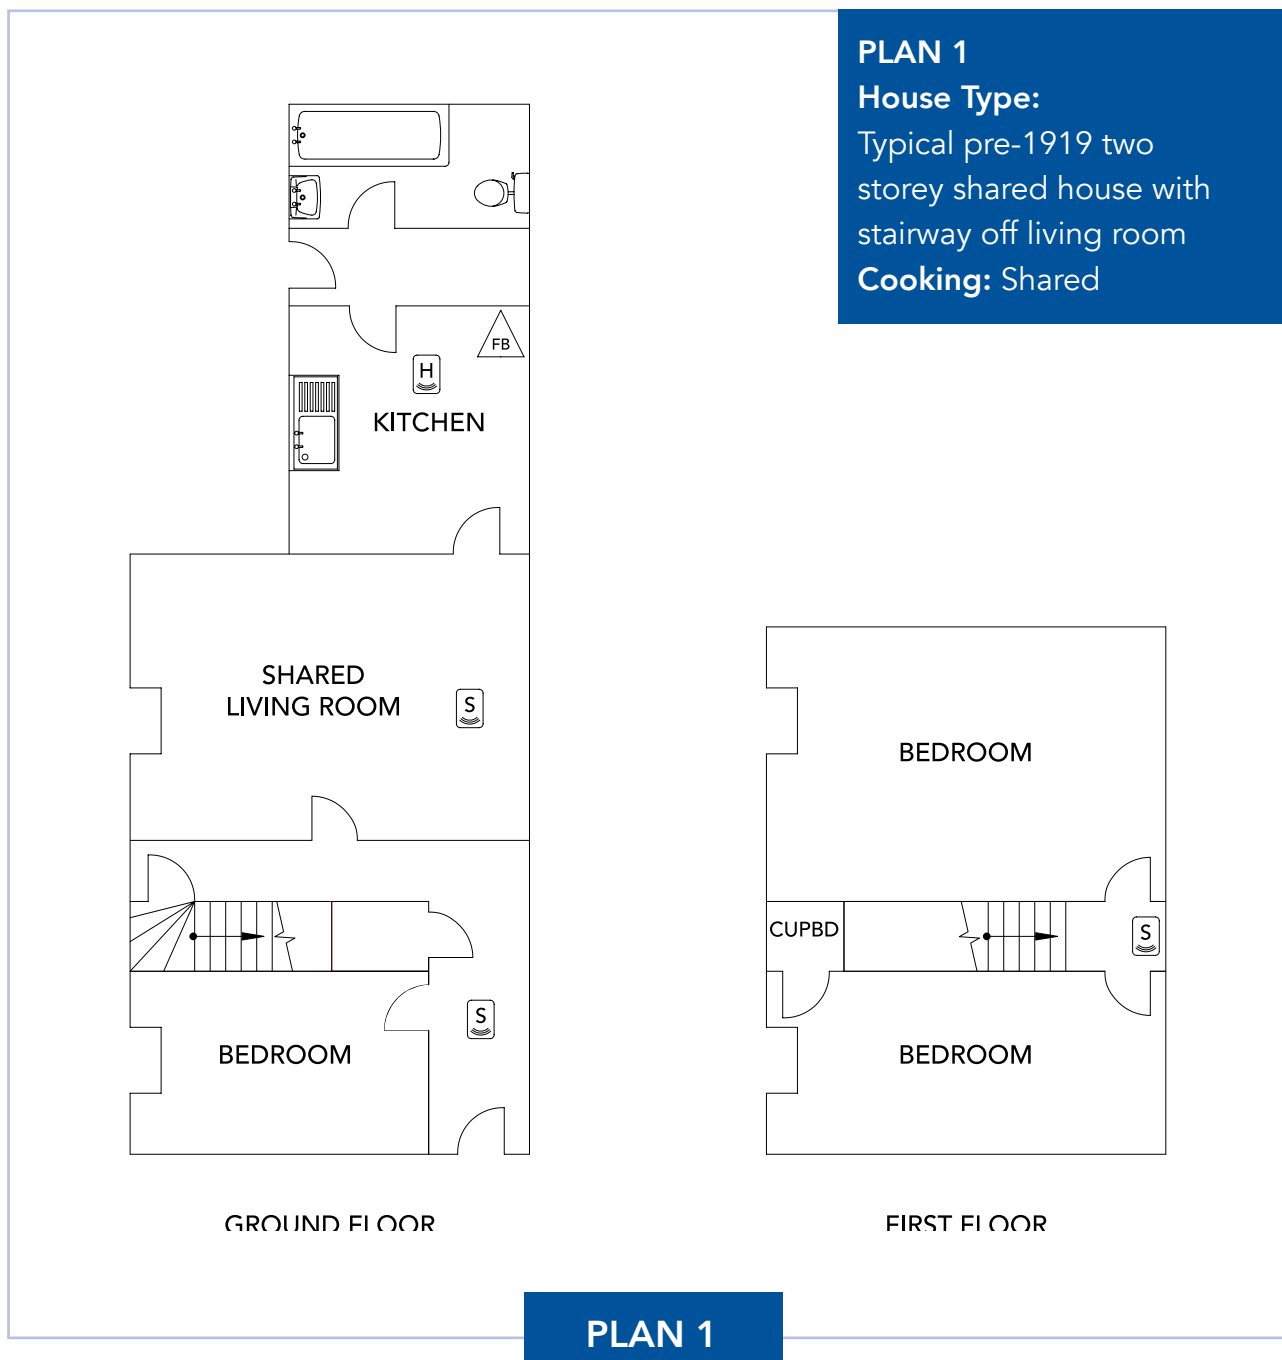 PLAN 1
House Type:
Typical pre-1919 two
storey shared house with
stairway off living room
Cooking: Shared
FB
H
KITCHEN
SHARED
LIVING ROOM
S
BEDROOM
S
GROUND FLOOR
BEDROOM
CUPBD
S
BEDROOM
FIRST FLOOR
PLAN 1